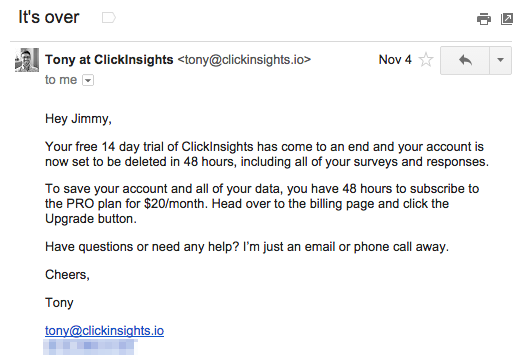 It's over
Tony at ClickInsights <tony@clickinsights.io>
Nov 4
to me
Hey Jimmy,
Your free 14 day trial of ClickInsights has come to an end and your account is
now set to be deleted in 48 hours, including all of your surveys and responses.
To save your account and all of your data, you have 48 hours to subscribe to
the PRO plan for $20/month. Head over to the billing page and click the
Upgrade button.
Have questions or need any help? I'm just an email or phone call away.
Cheers,
Tony
tony@clickinsights.io